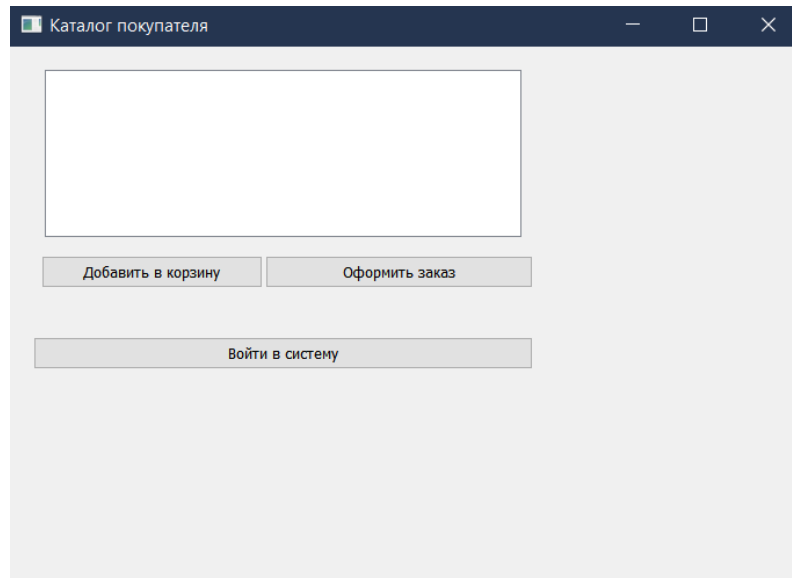 Каталог покупателя
Добавить в корзину Оформить заказ
Войти в систему